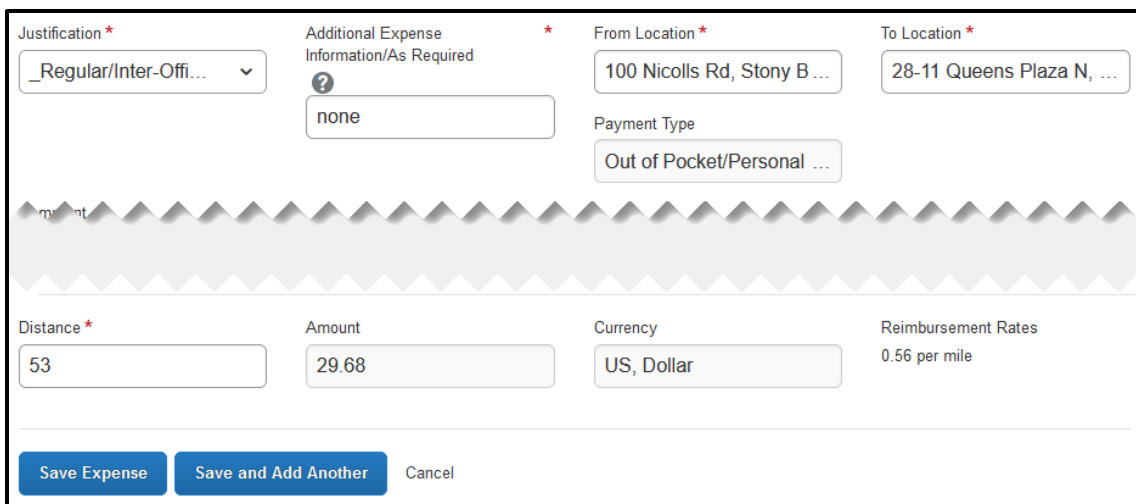 Justification *
Additional Expense Information/As Required *
From Location *
To Location *
_Regular/Inter-Offi...
?
none
100 Nicolls Rd, Stony B ...
28-11 Queens Plaza N, ...
Payment Type
Out of Pocket/Personal ...
Distance *
Amount
Currency
Reimbursement Rates
53
29.68
US, Dollar
0.56 per mile
Save Expense
Save and Add Another
Cancel